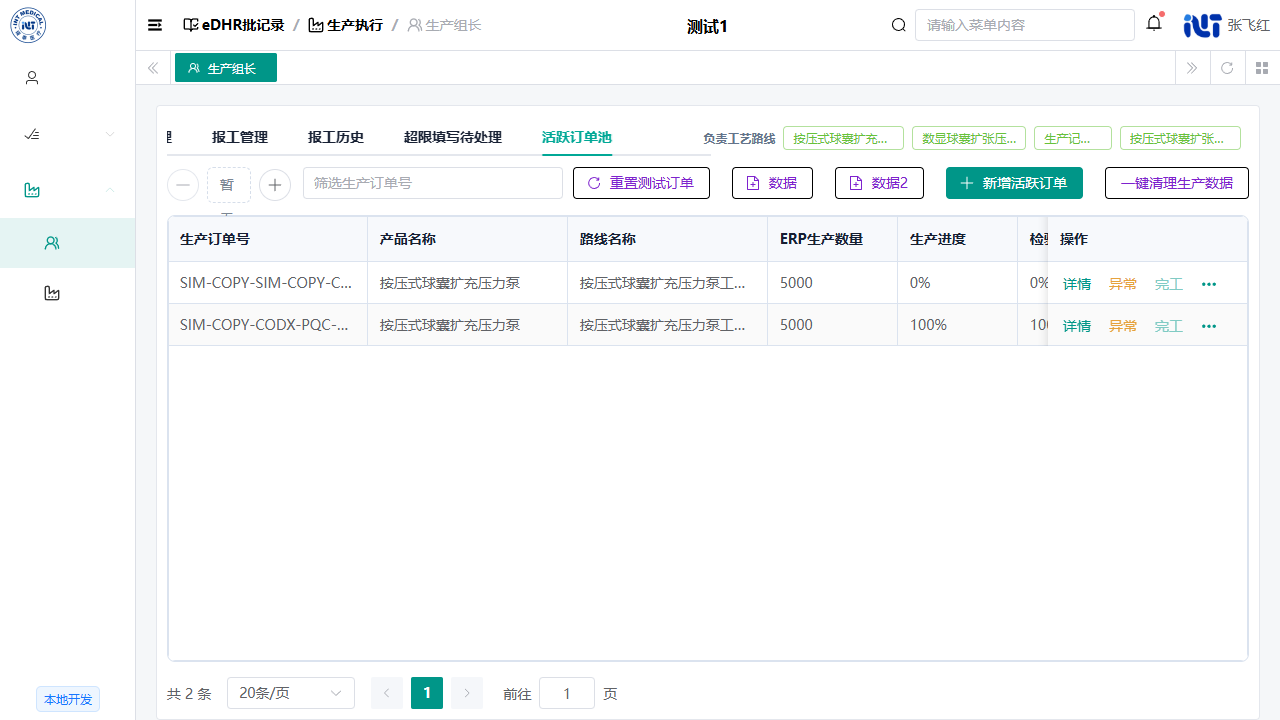 eDHR批记录 / 生产执行 / 生产组长
测试1
请输入菜单内容
张飞红
生产组长
报工管理
报工历史
超限填写待处理
活跃订单池
负责工艺路线
按压式球囊扩充...
数显球囊扩张压...
生产记...
按压式球囊扩张...
暂
筛选生产订单号
重置测试订单
数据
数据2
新增活跃订单
一键清理生产数据
生产订单号 产品名称 路线名称 ERP生产数量 生产进度 检验 操作
SIM-COPY-SIM-COPY-C... 按压式球囊扩充压力泵 按压式球囊扩充压力泵工... 5000 0% 0% 详情 异常 完工
SIM-COPY-CODX-PQC-... 按压式球囊扩充压力泵 按压式球囊扩充压力泵工... 5000 100% 100 详情 异常 完工
共 2 条 20条/页 1 前往 1 页
本地开发